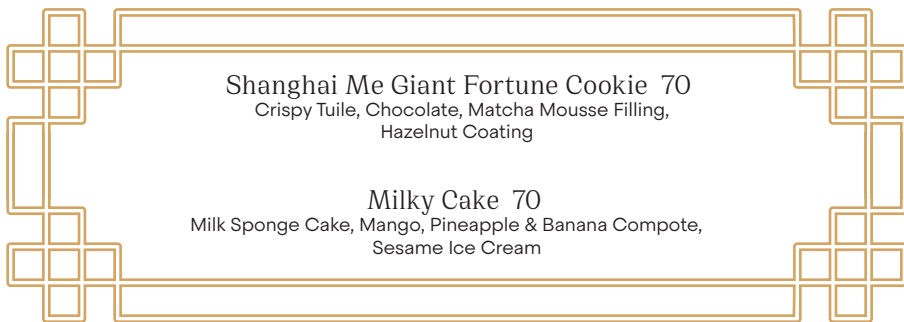 Shanghai Me Giant Fortune Cookie 70
Crispy Tuile, Chocolate, Matcha Mousse Filling,
Hazelnut Coating
Milky Cake 70
Milk Sponge Cake, Mango, Pineapple & Banana Compote,
Sesame Ice Cream